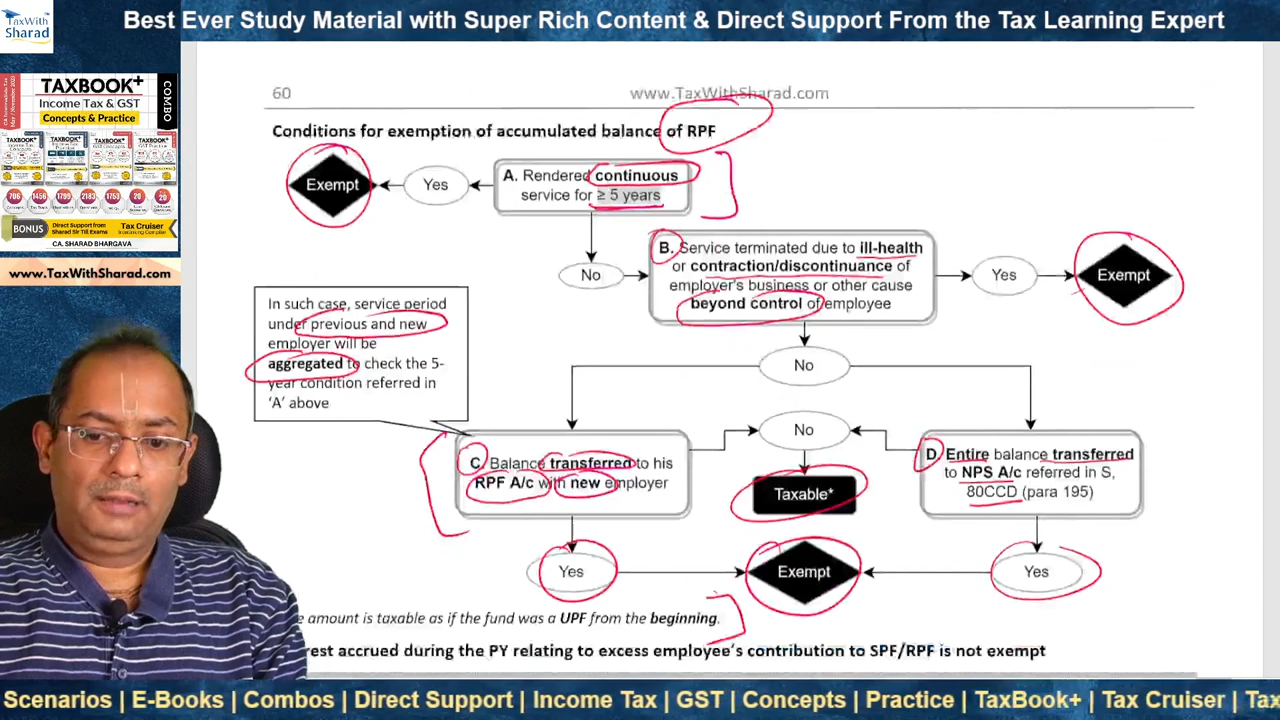 Best Ever Study Material with Super Rich Content & Direct Support From the Tax Learning Expert
TaxWith
Sharad
TAXBOOK+
Income Tax & GST
Concepts & Practice
COMBO
706
1456
1799
2183
1753
20
20
BONUS
Direct Support from
Sharad Sir Till Exams
Tax Cruiser
CA. SHARAD BHARGAVA
www.TaxWithSharad.com
60
www.TaxWithSharad.com
Conditions for exemption of accumulated balance of RPF
Exempt
Yes
A. Rendered continuous
service for ≥ 5 years
No
B. Service terminated due to ill-health
or contraction/discontinuance of
employer's business or other cause
beyond control of employee
Yes
Exempt
In such case, service period
under previous and new
employer will be
aggregated to check the 5-
year condition referred in
'A' above
No
C. Balance transferred to his
RPF A/c with new employer
No
Taxable*
D. Entire balance transferred
to NPS A/c referred in S,
80CCD (para 195)
Yes
Exempt
Yes
e amount is taxable as if the fund was a UPF from the beginning.
rest accrued during the PY relating to excess employee's contribution to SPF/RPF is not exempt
Scenarios | E-Books | Combos | Direct Support | Income Tax | GST | Concepts | Practice | TaxBook+ | Tax Cruiser | Tax